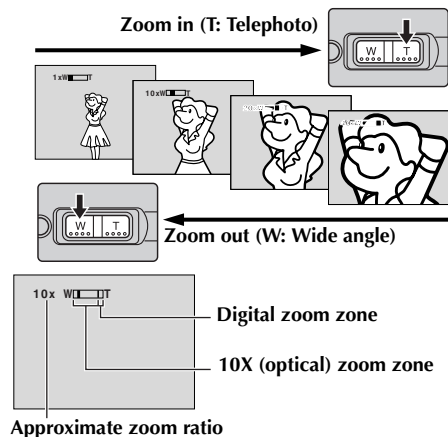 Zoom in (T: Telephoto)
W T
1xW T
10xW T
T
T
W T
Zoom out (W: Wide angle)
10x W T
Digital zoom zone
10X (optical) zoom zone
Approximate zoom ratio